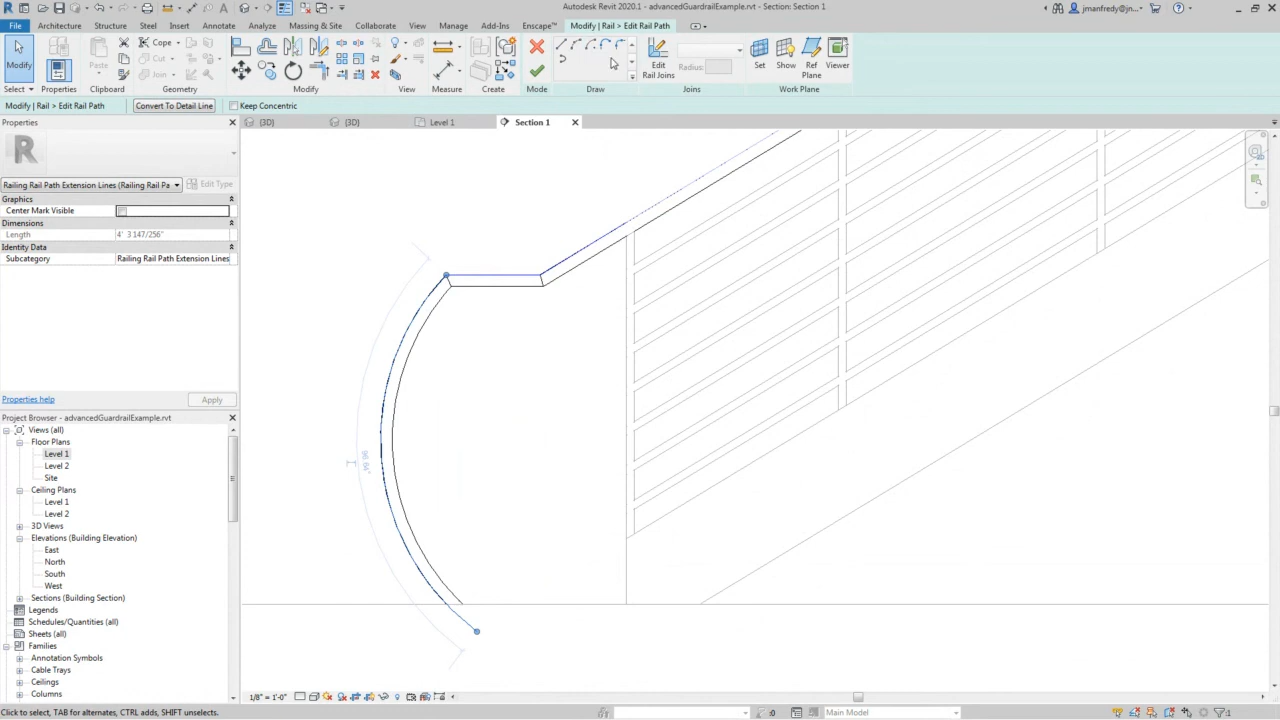 Autodesk Revit 2020.1 - advancedGuardrailExample.rvt - Section: Section 1
jmanfredy@jn...
File Architecture Structure Steel Insert Annotate Analyze Massing & Site Collaborate View Manage Add-Ins Enscape™ Modify | Rail > Edit Rail Path
Modify
Paste
Cope
Cut
Join
Edit
Rail Joins
Radius:
Set Show Ref
Plane Viewer
Select Properties Clipboard Geometry Modify View Measure Create Mode Draw Joins Work Plane
Modify | Rail > Edit Rail Path Convert To Detail Line Keep Concentric
Properties
{3D} {3D} Level 1 Section 1
Railing Rail Path Extension Lines (Railing Rail Pa
Edit Type
Graphics
Center Mark Visible
Dimensions
Length 4' 3 147/256"
Identity Data
Subcategory Railing Rail Path Extension Lines
Properties help Apply
Project Browser - advancedGuardrailExample.rvt
Views (all)
Floor Plans
Level 1
Level 2
Site
Ceiling Plans
Level 1
Level 2
3D Views
Elevations (Building Elevation)
East
North
South
West
Sections (Building Section)
Legends
Schedules/Quantities (all)
Sheets (all)
Families
Annotation Symbols
Cable Trays
Ceilings
Columns
1/8" = 1'-0"
Click to select, TAB for alternates, CTRL adds, SHIFT unselects.
:0
Main Model
:1